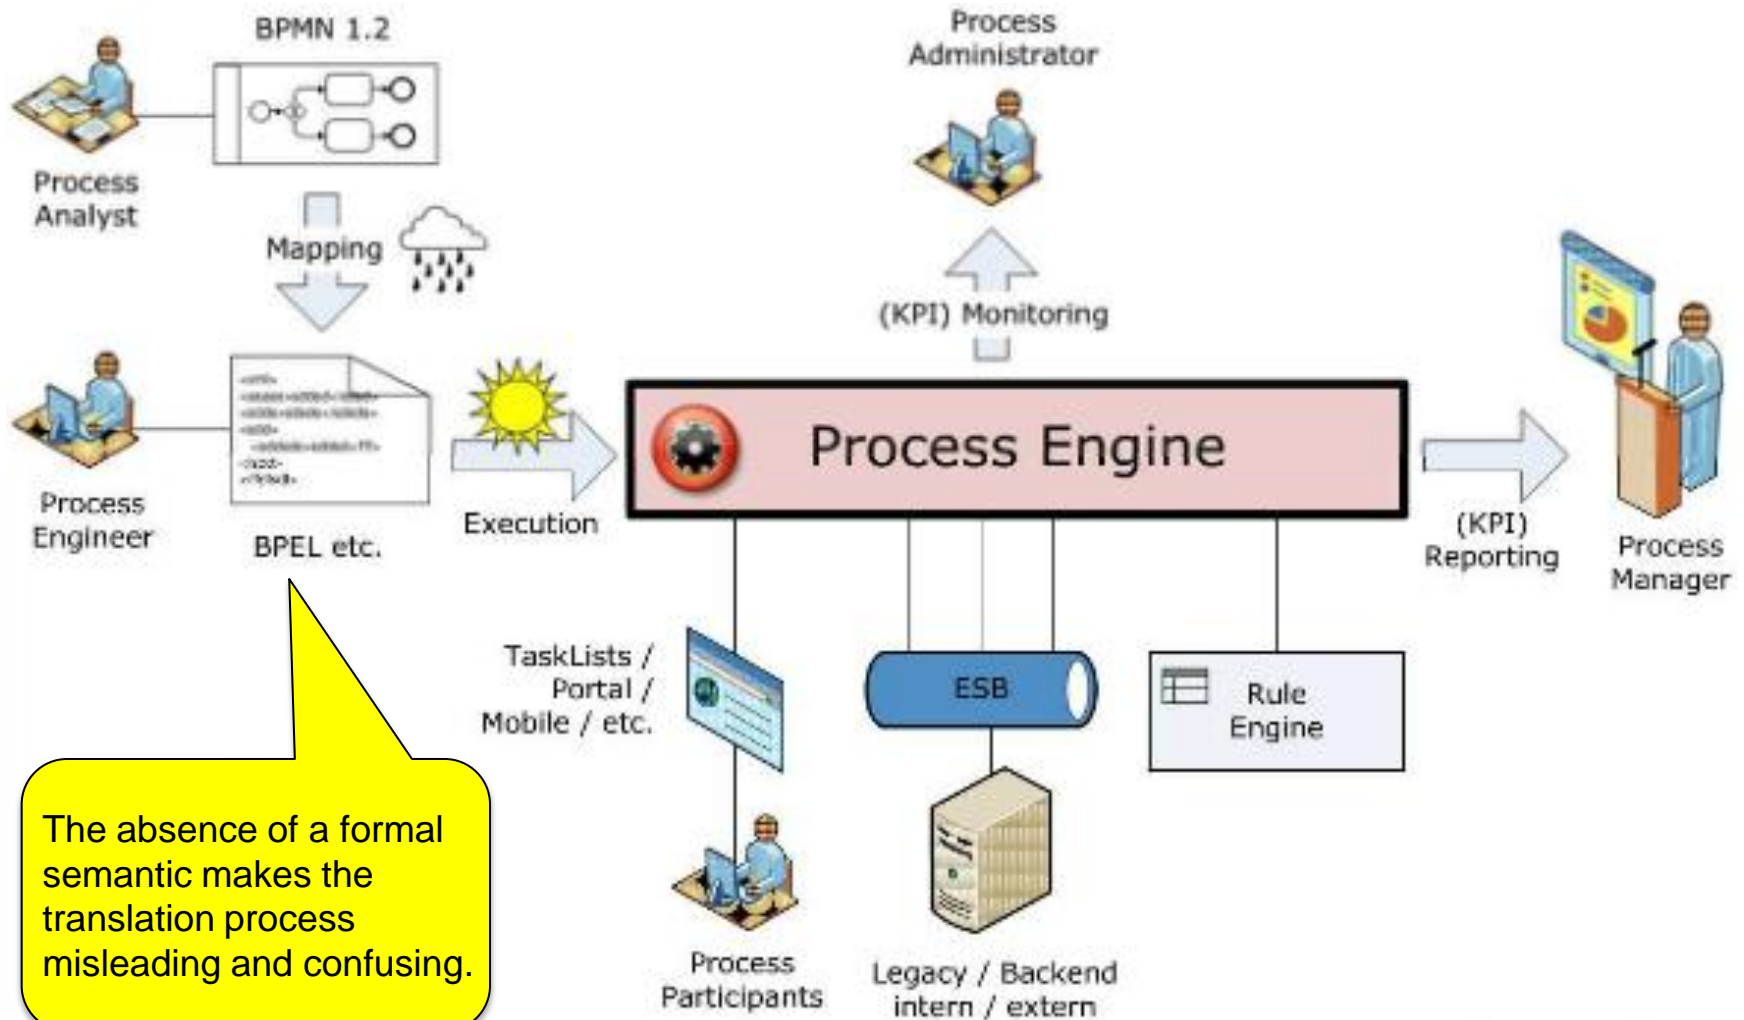 BPMN 1.2
Process
Administrator
Process
Analyst
Mapping
(KPI) Monitoring
Process Engine
Process
Engineer
BPEL etc.
Execution
(KPI)
Reporting
Process
Manager
TaskLists /
Portal /
Mobile / etc.
ESB
Rule
Engine
The absence of a formal
semantic makes the
translation process
misleading and confusing.
Process
Participants
Legacy / Backend
intern / extern